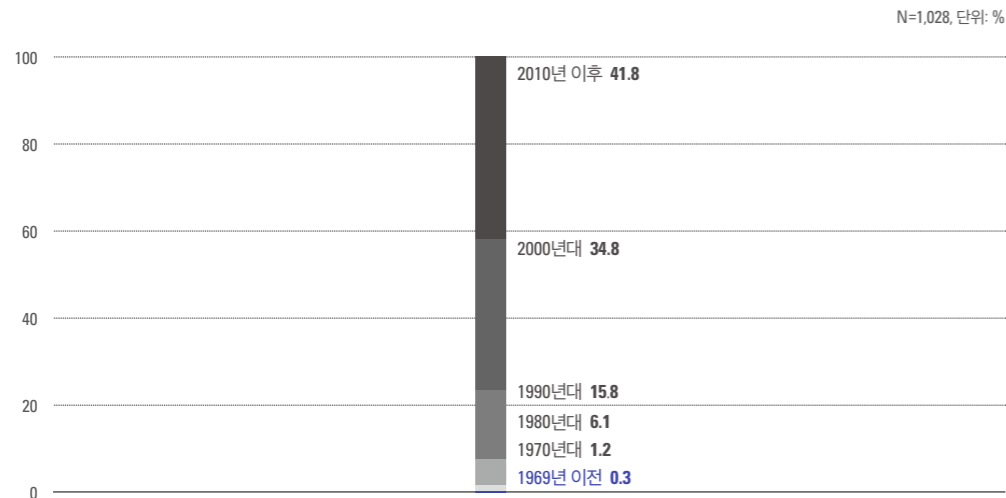 N=1,028, 단위: %
100
2010년 이후 41.8
80
60
2000년대 34.8
40
1990년대 15.8
20
1980년대 6.1
1970년대 1.2
1969년 이전 0.3
0